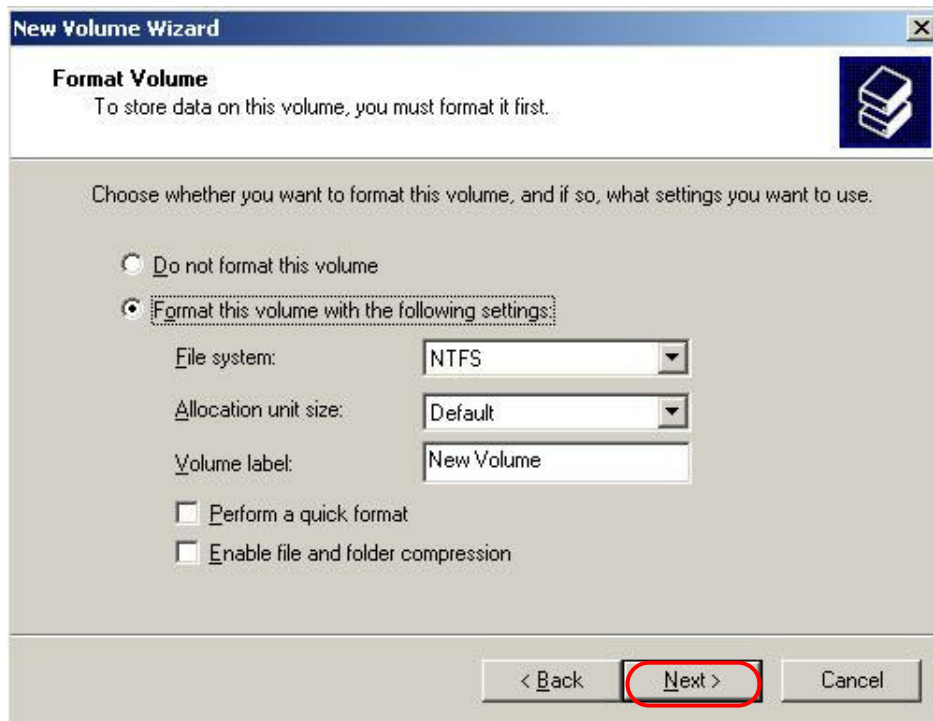 New Volume Wizard
Format Volume
To store data on this volume, you must format it first.
Choose whether you want to format this volume, and if so, what settings you want to use.
Do not format this volume
Format this volume with the following settings:
File system: NTFS
Allocation unit size: Default
Volume label: New Volume
Perform a quick format
Enable file and folder compression
< Back Next > Cancel